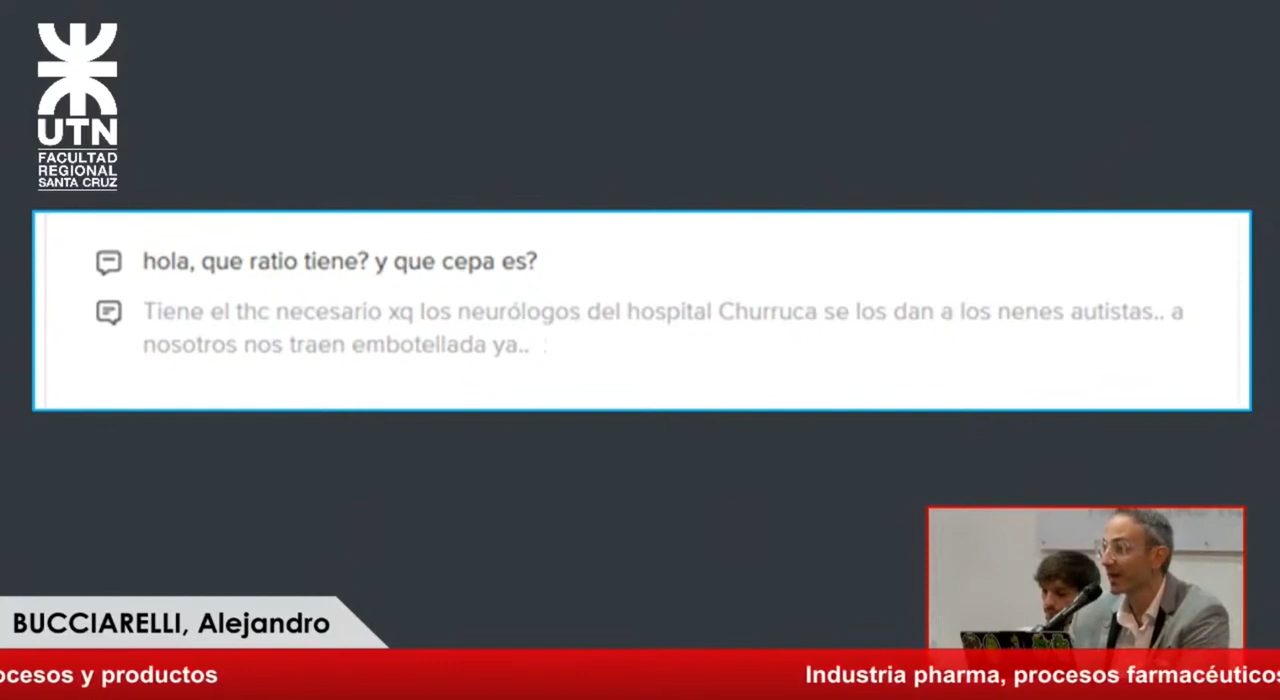 UTN
FACULTAD
REGIONAL
SANTA CRUZ
hola, que ratio tiene? y que cepa es?
Tiene el thc necesario xq los neurólogos del hospital Churruca se los dan a los nenes autistas.. a
nosotros nos traen embotellada ya..
BUCCIARELLI, Alejandro
ocesos y productos
Industria pharma, procesos farmacéuticos